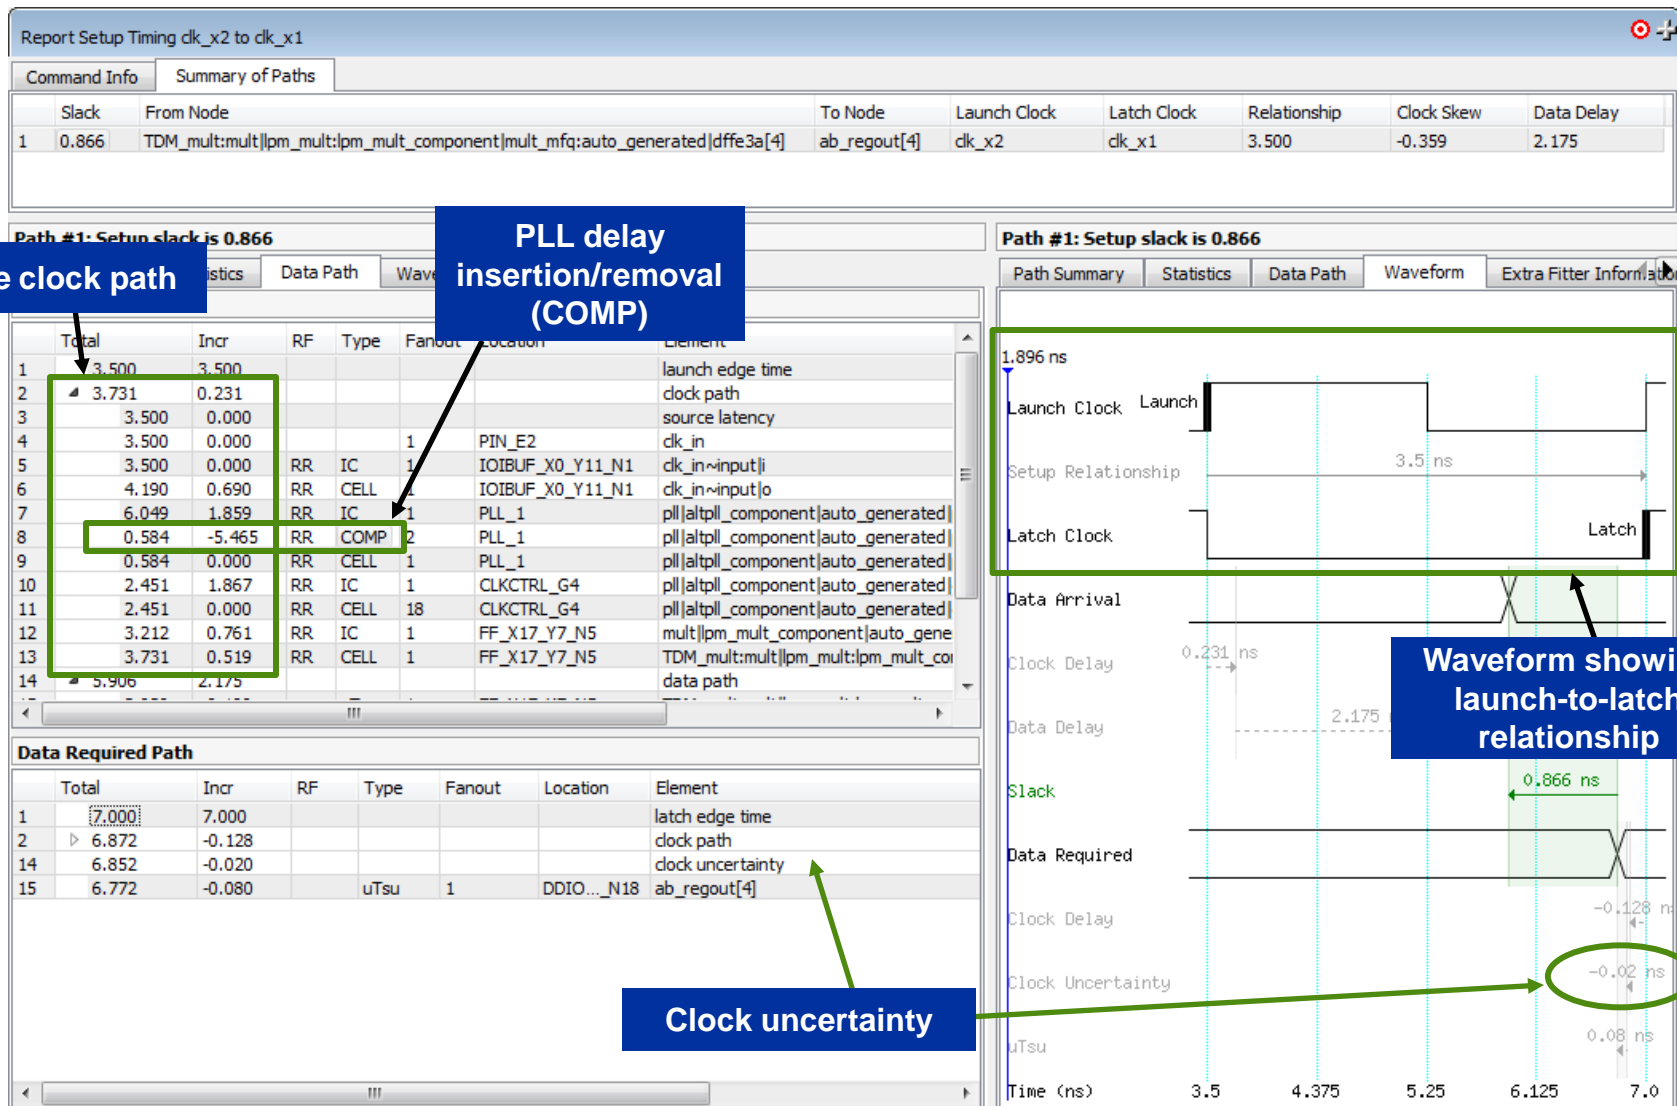 Report Setup Timing clk_x2 to clk_x1
Command Info Summary of Paths
Slack From Node To Node Launch Clock Latch Clock Relationship Clock Skew Data Delay
1 0.866 TDM_mult:mult|lpm_mult:lpm_mult_component|mult_mfq:auto_generated|dffe3a[4] ab_regout[4] clk_x2 clk_x1 3.500 -0.359 2.175
Path #1: Setup slack is 0.866
e clock path
istics Data Path Wave
PLL delay
insertion/removal
(COMP)
Total Incr RF Type Fanout Location Element
1 3.500 3.500 launch edge time
2 3.731 0.231 clock path
3 3.500 0.000 source latency
4 3.500 0.000 1 PIN_E2 clk_in
5 3.500 0.000 RR IC 1 IOIBUF_X0_Y11_N1 clk_in~input|i
6 4.190 0.690 RR CELL 1 IOIBUF_X0_Y11_N1 clk_in~input|o
7 6.049 1.859 RR IC 1 PLL_1 pll|altpll_component|auto_generated|
8 0.584 -5.465 RR COMP 2 PLL_1 pll|altpll_component|auto_generated|
9 0.584 0.000 RR CELL 1 PLL_1 pll|altpll_component|auto_generated|
10 2.451 1.867 RR IC 1 CLKCTRL_G4 pll|altpll_component|auto_generated|
11 2.451 0.000 RR CELL 18 CLKCTRL_G4 pll|altpll_component|auto_generated|
12 3.212 0.761 RR IC 1 FF_X17_Y7_N5 mult|lpm_mult_component|auto_gene
13 3.731 0.519 RR CELL 1 FF_X17_Y7_N5 TDM_mult:mult|lpm_mult:lpm_mult_co
14 5.906 2.175 data path
Data Required Path
Total Incr RF Type Fanout Location Element
1 7.000 7.000 latch edge time
2 6.872 -0.128 clock path
14 6.852 -0.020 clock uncertainty
15 6.772 -0.080 uTsu 1 DDIO..._N18 ab_regout[4]
Clock uncertainty
Path #1: Setup slack is 0.866
Path Summary Statistics Data Path Waveform Extra Fitter Information
1.896 ns
Launch Clock Launch
Setup Relationship 3.5 ns
Latch Clock Latch
Data Arrival
Clock Delay 0.231 ns
Waveform showi
launch-to-latch
relationship
Data Delay 2.175
Slack 0.866 ns
Data Required
Clock Delay -0.128 n
Clock Uncertainty -0.02 ns
uTsu 0.08 ns
Time (ns) 3.5 4.375 5.25 6.125 7.0